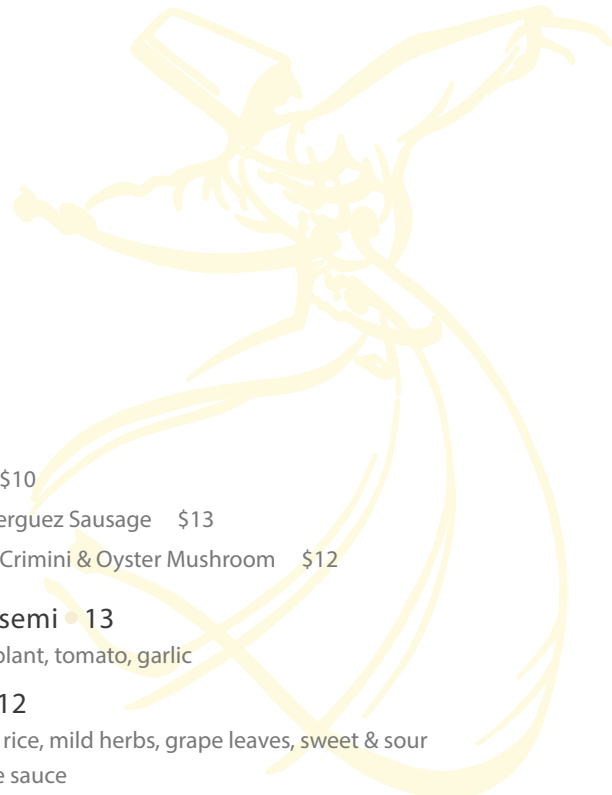 $10
erguez Sausage $13
Crimini & Oyster Mushroom $12
semi • 13
plant, tomato, garlic
12
rice, mild herbs, grape leaves, sweet & sour
e sauce